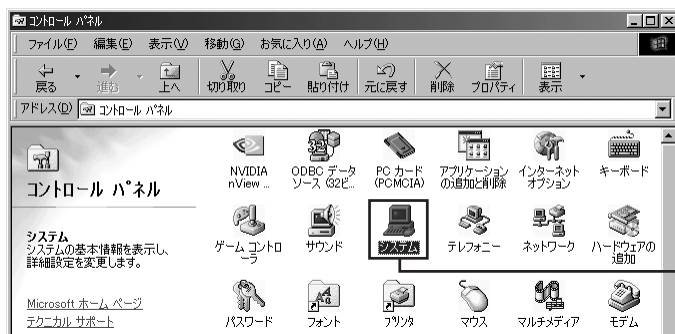 コントロール パネル
ファイル(F) 編集(E) 表示(V) 移動(G) お気に入り(A) ヘルプ(H)
戻る 進む 上へ 切り取り コピー 貼り付け 元に戻す 削除 プロパティ 表示
アドレス(D) コントロール パネル
コントロール パネル
システム
システムの基本情報を表示し、
詳細設定を変更します。
Microsoft ホーム ページ
テクニカル サポート
NVIDIA
nView ...
ODBC データ
ソース (32ビ...
PC カード
(PCMCIA)
アプリケーション
の追加と削除
インターネット
オプション
キーボード
ゲーム コントロ
ーラ
サウンド
システム
テレフォニー
ネットワーク
ハードウェアの
追加
パスワード
フォント
プリンタ
マウス
マルチメディア
モデム